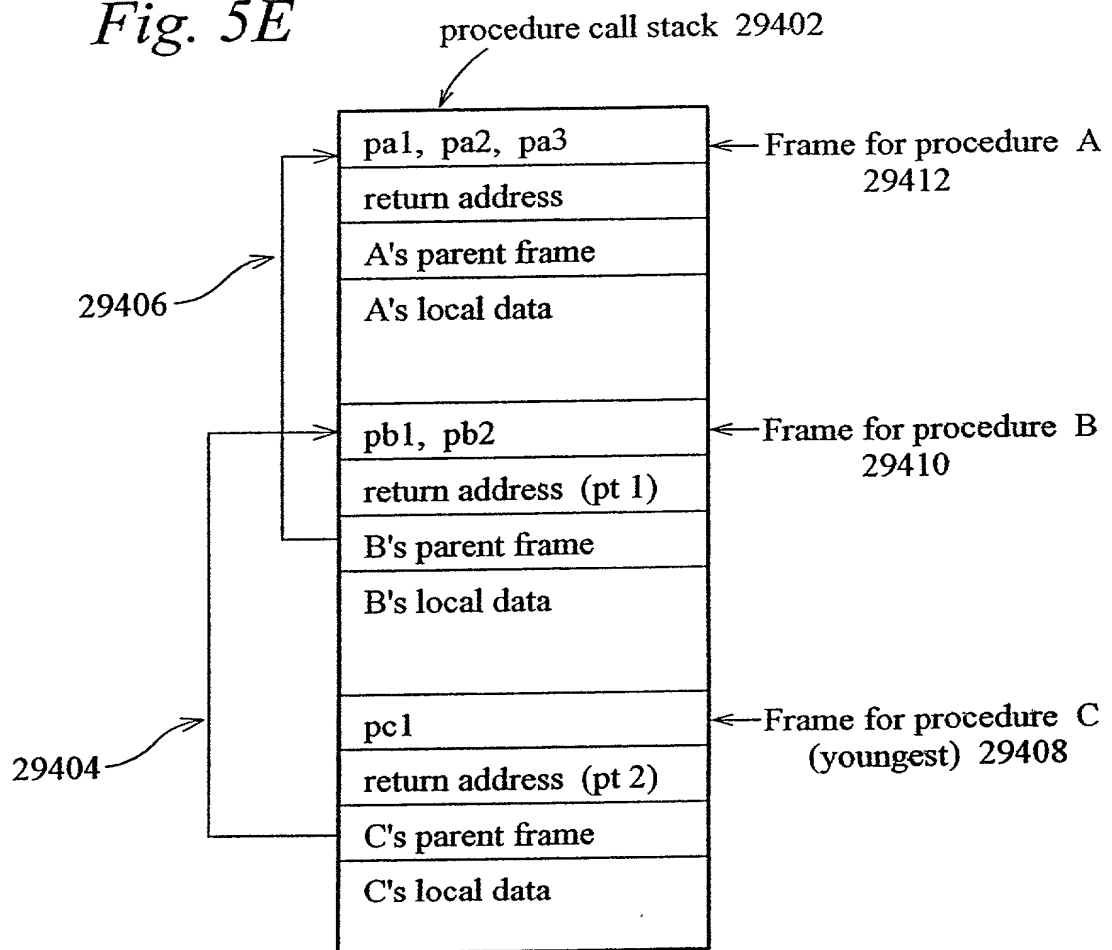 Fig. 5E
procedure call stack 29402
pa1, pa2, pa3
Frame for procedure A
29412
return address
A's parent frame
29406
A's local data
pb1, pb2
Frame for procedure B
29410
return address (pt 1)
B's parent frame
B's local data
pc1
Frame for procedure C
(youngest) 29408
29404
return address (pt 2)
C's parent frame
C's local data